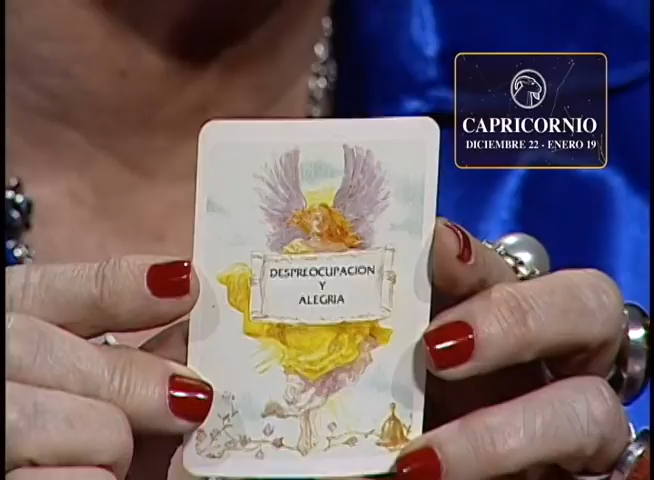 CAPRICORNIO
DICIEMBRE 22 - ENERO 19
DESPREOCUPACION
Y
ALEGRIA